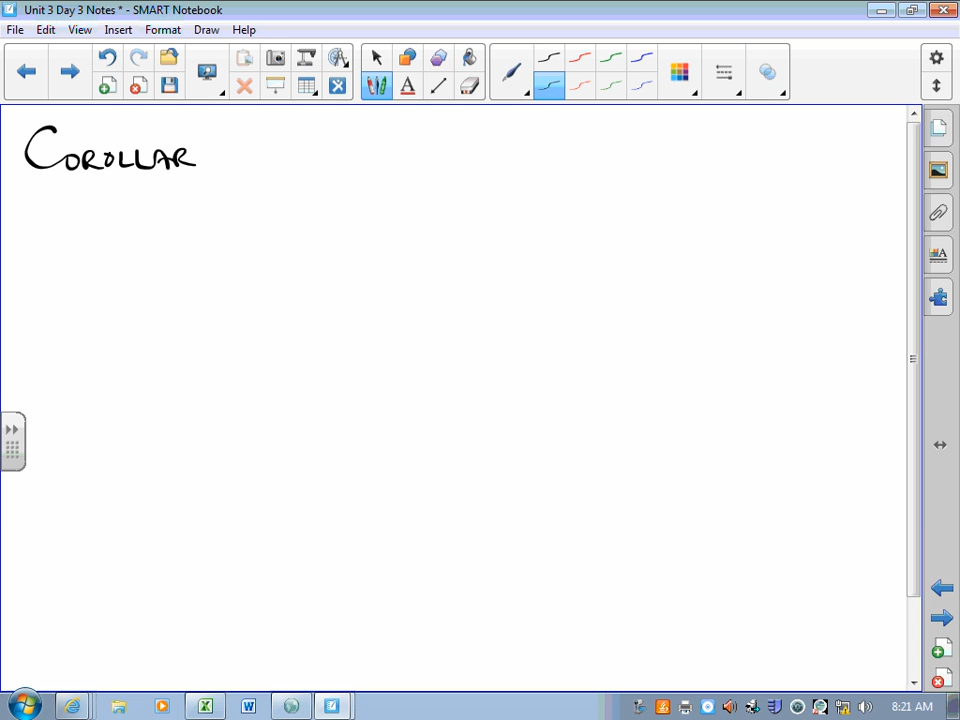 Unit 3 Day 3 Notes * - SMART Notebook
File Edit View Insert Format Draw Help
COROLLAR
8:21 AM